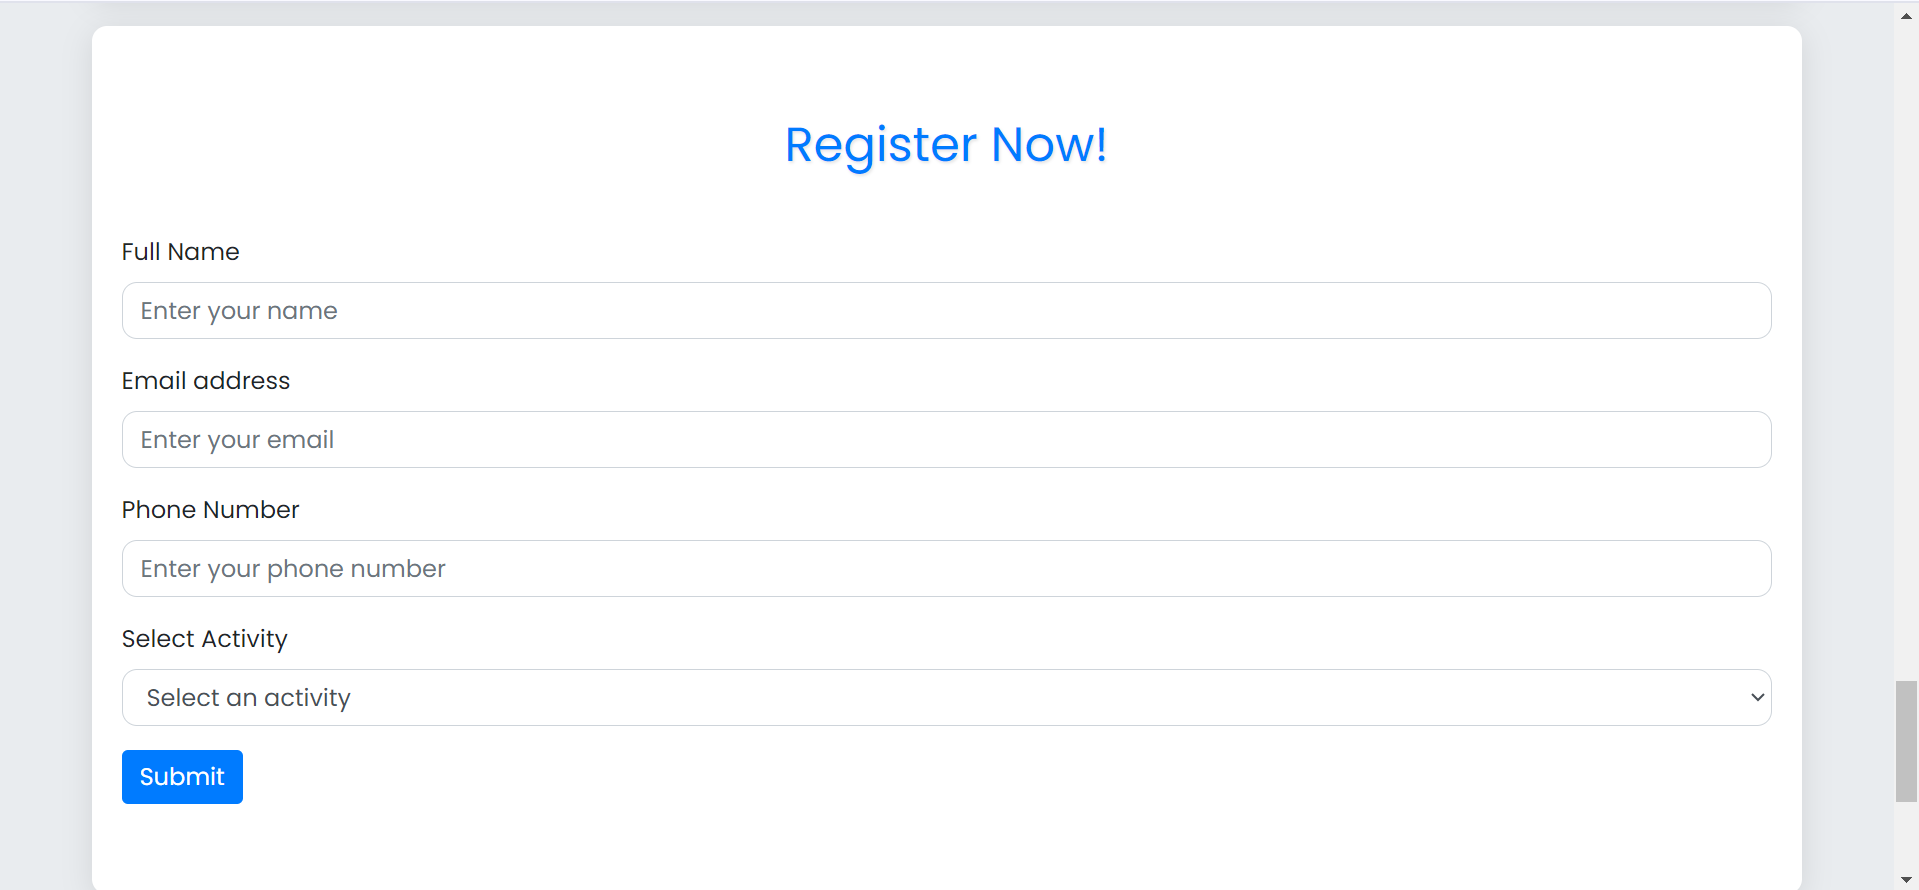 Register Now!
Full Name
Enter your name
Email address
Enter your email
Phone Number
Enter your phone number
Select Activity
Select an activity
Submit